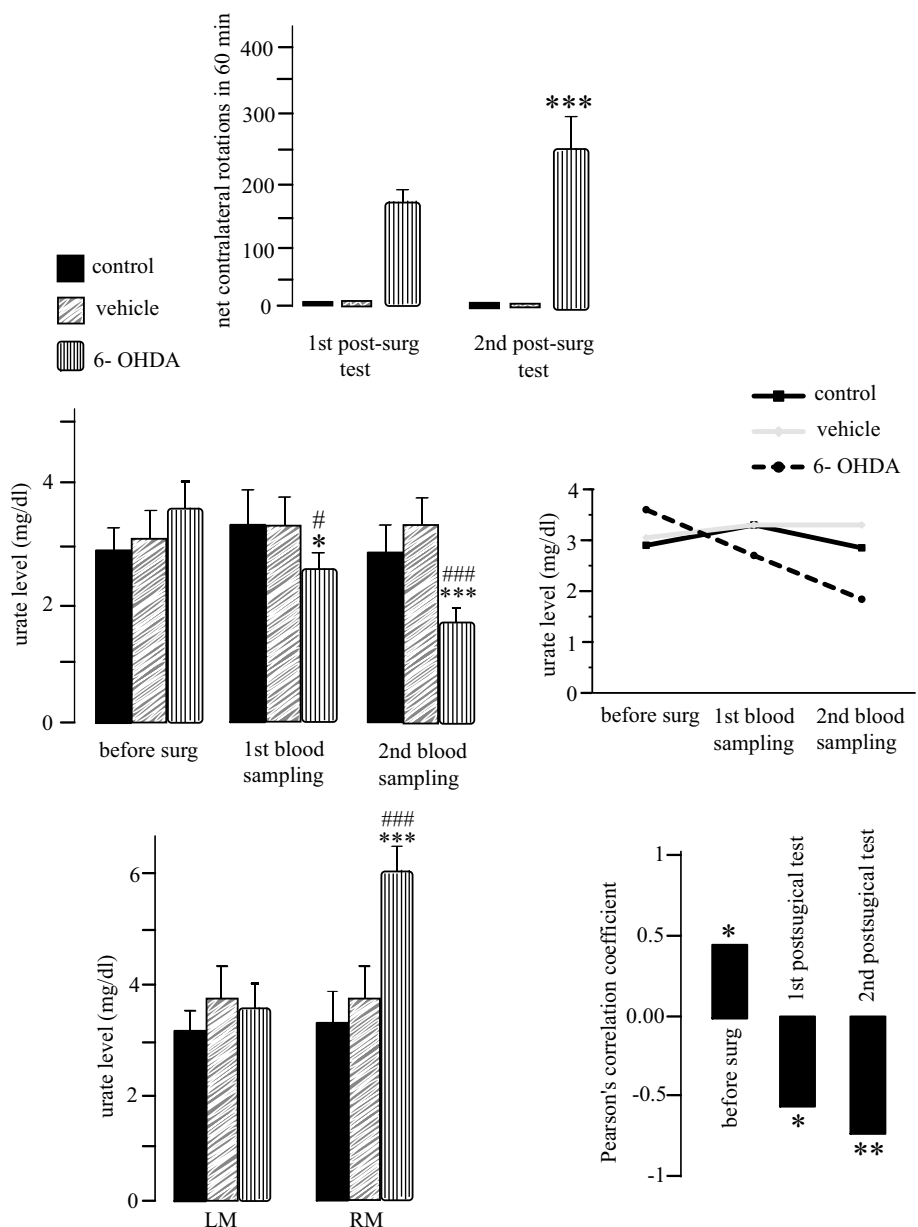 net contralateral rotations in 60 min
400
300
200
100
0
***
1st post-surg
test
2nd post-surg
test
control
vehicle
6- OHDA
urate level (mg/dl)
4
2
0
#
*
###
***
before surg
1st blood
sampling
2nd blood
sampling
control
vehicle
6- OHDA
urate level (mg/dl)
4
3
2
1
0
before surg
1st blood
sampling
2nd blood
sampling
urate level (mg/dl)
6
4
2
0
###
***
LM
RM
Pearson's correlation coefficient
1
0.5
0.00
-0.5
-1
*
before surg
1st postsugical test
*
2nd postsugical test
**